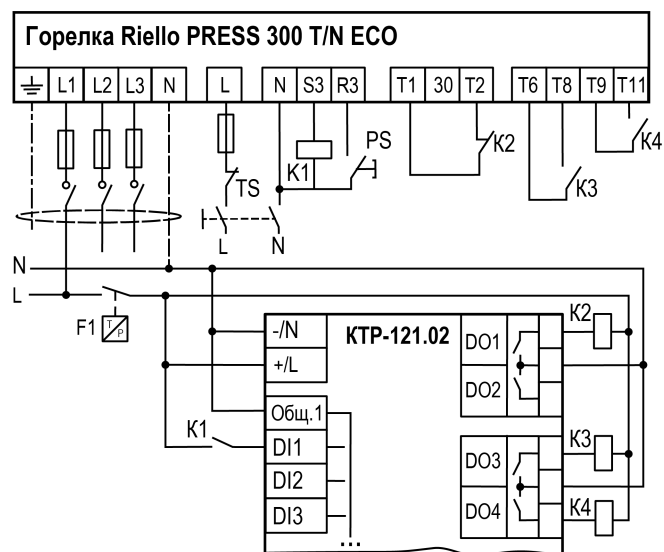 Горелка Riello PRESS 300 T/N ECO
L1 L2 L3 N L N S3 R3 T1 30 T2 T6 T8 T9 T11
PS
K2
K4
K1
TS
K3
L N
N
L
F1
T
P
-/N
КТР-121.02
DO1
K2
+/L
DO2
Общ.1
K1
DI1
DO3
K3
DI2
DI3
DO4
K4
...